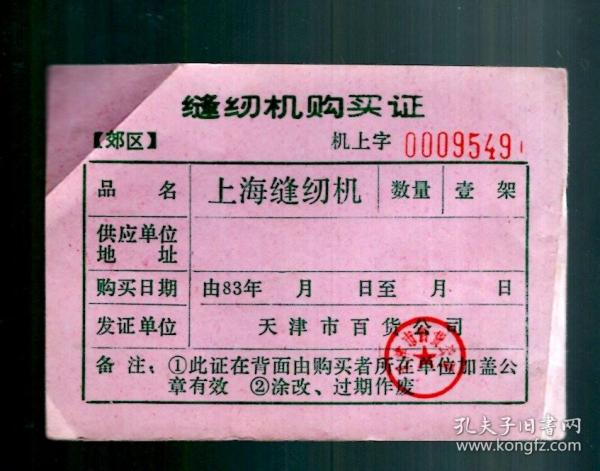 缝纫机购买证
【郊区】 机上字 0009549
品 名 上海缝纫机 数量 壹 架
供应单位
地 址
购买日期 由83年 月 日至 月 日
发证单位 天津市百货公司
备 注：①此证在背面由购买者所在单位加盖公
章有效 ②涂改、过期作废
孔夫子旧书网
www.kongfz.com